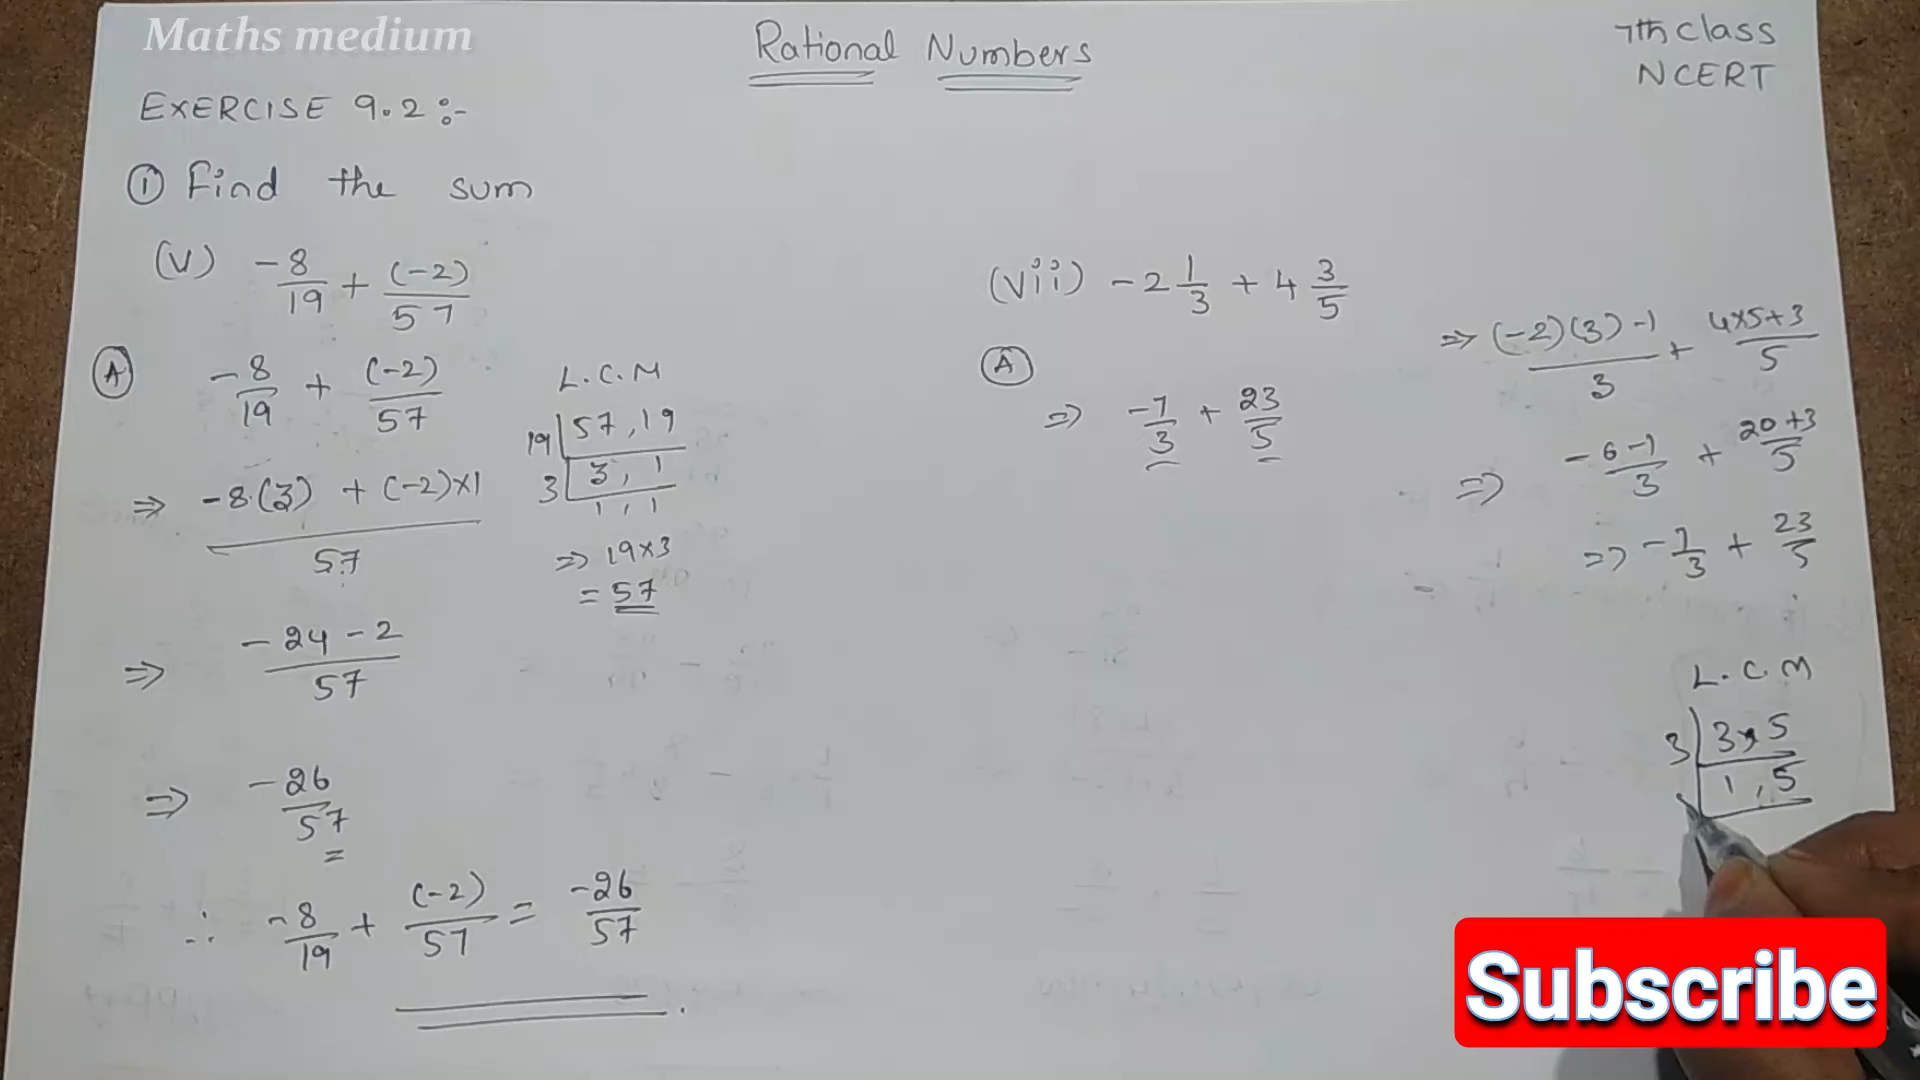 Maths medium
Rational Numbers
7th Class
NCERT
EXERCISE 9.2 :-
① Find the sum
(v) -8/19 + (-2)/57
Ⓐ -8/19 + (-2)/57
⇒ -8(3) + (-2)×1 / 57
⇒ -24-2 / 57
⇒ -26/57
∴ -8/19 + (-2)/57 = -26/57
L.C.M
19 | 57, 19
3 | 3, 1
1, 1
⇒ 19×3
= 57
(vii) -2 1/3 + 4 3/5
Ⓐ
⇒ -7/3 + 23/5
⇒ (-2)(3)-1 / 3 + 4×5+3 / 5
⇒ -6-1 / 3 + 20+3 / 5
⇒ -7/3 + 23/5
L.C.M
3 | 3, 5
1, 5
Subscribe